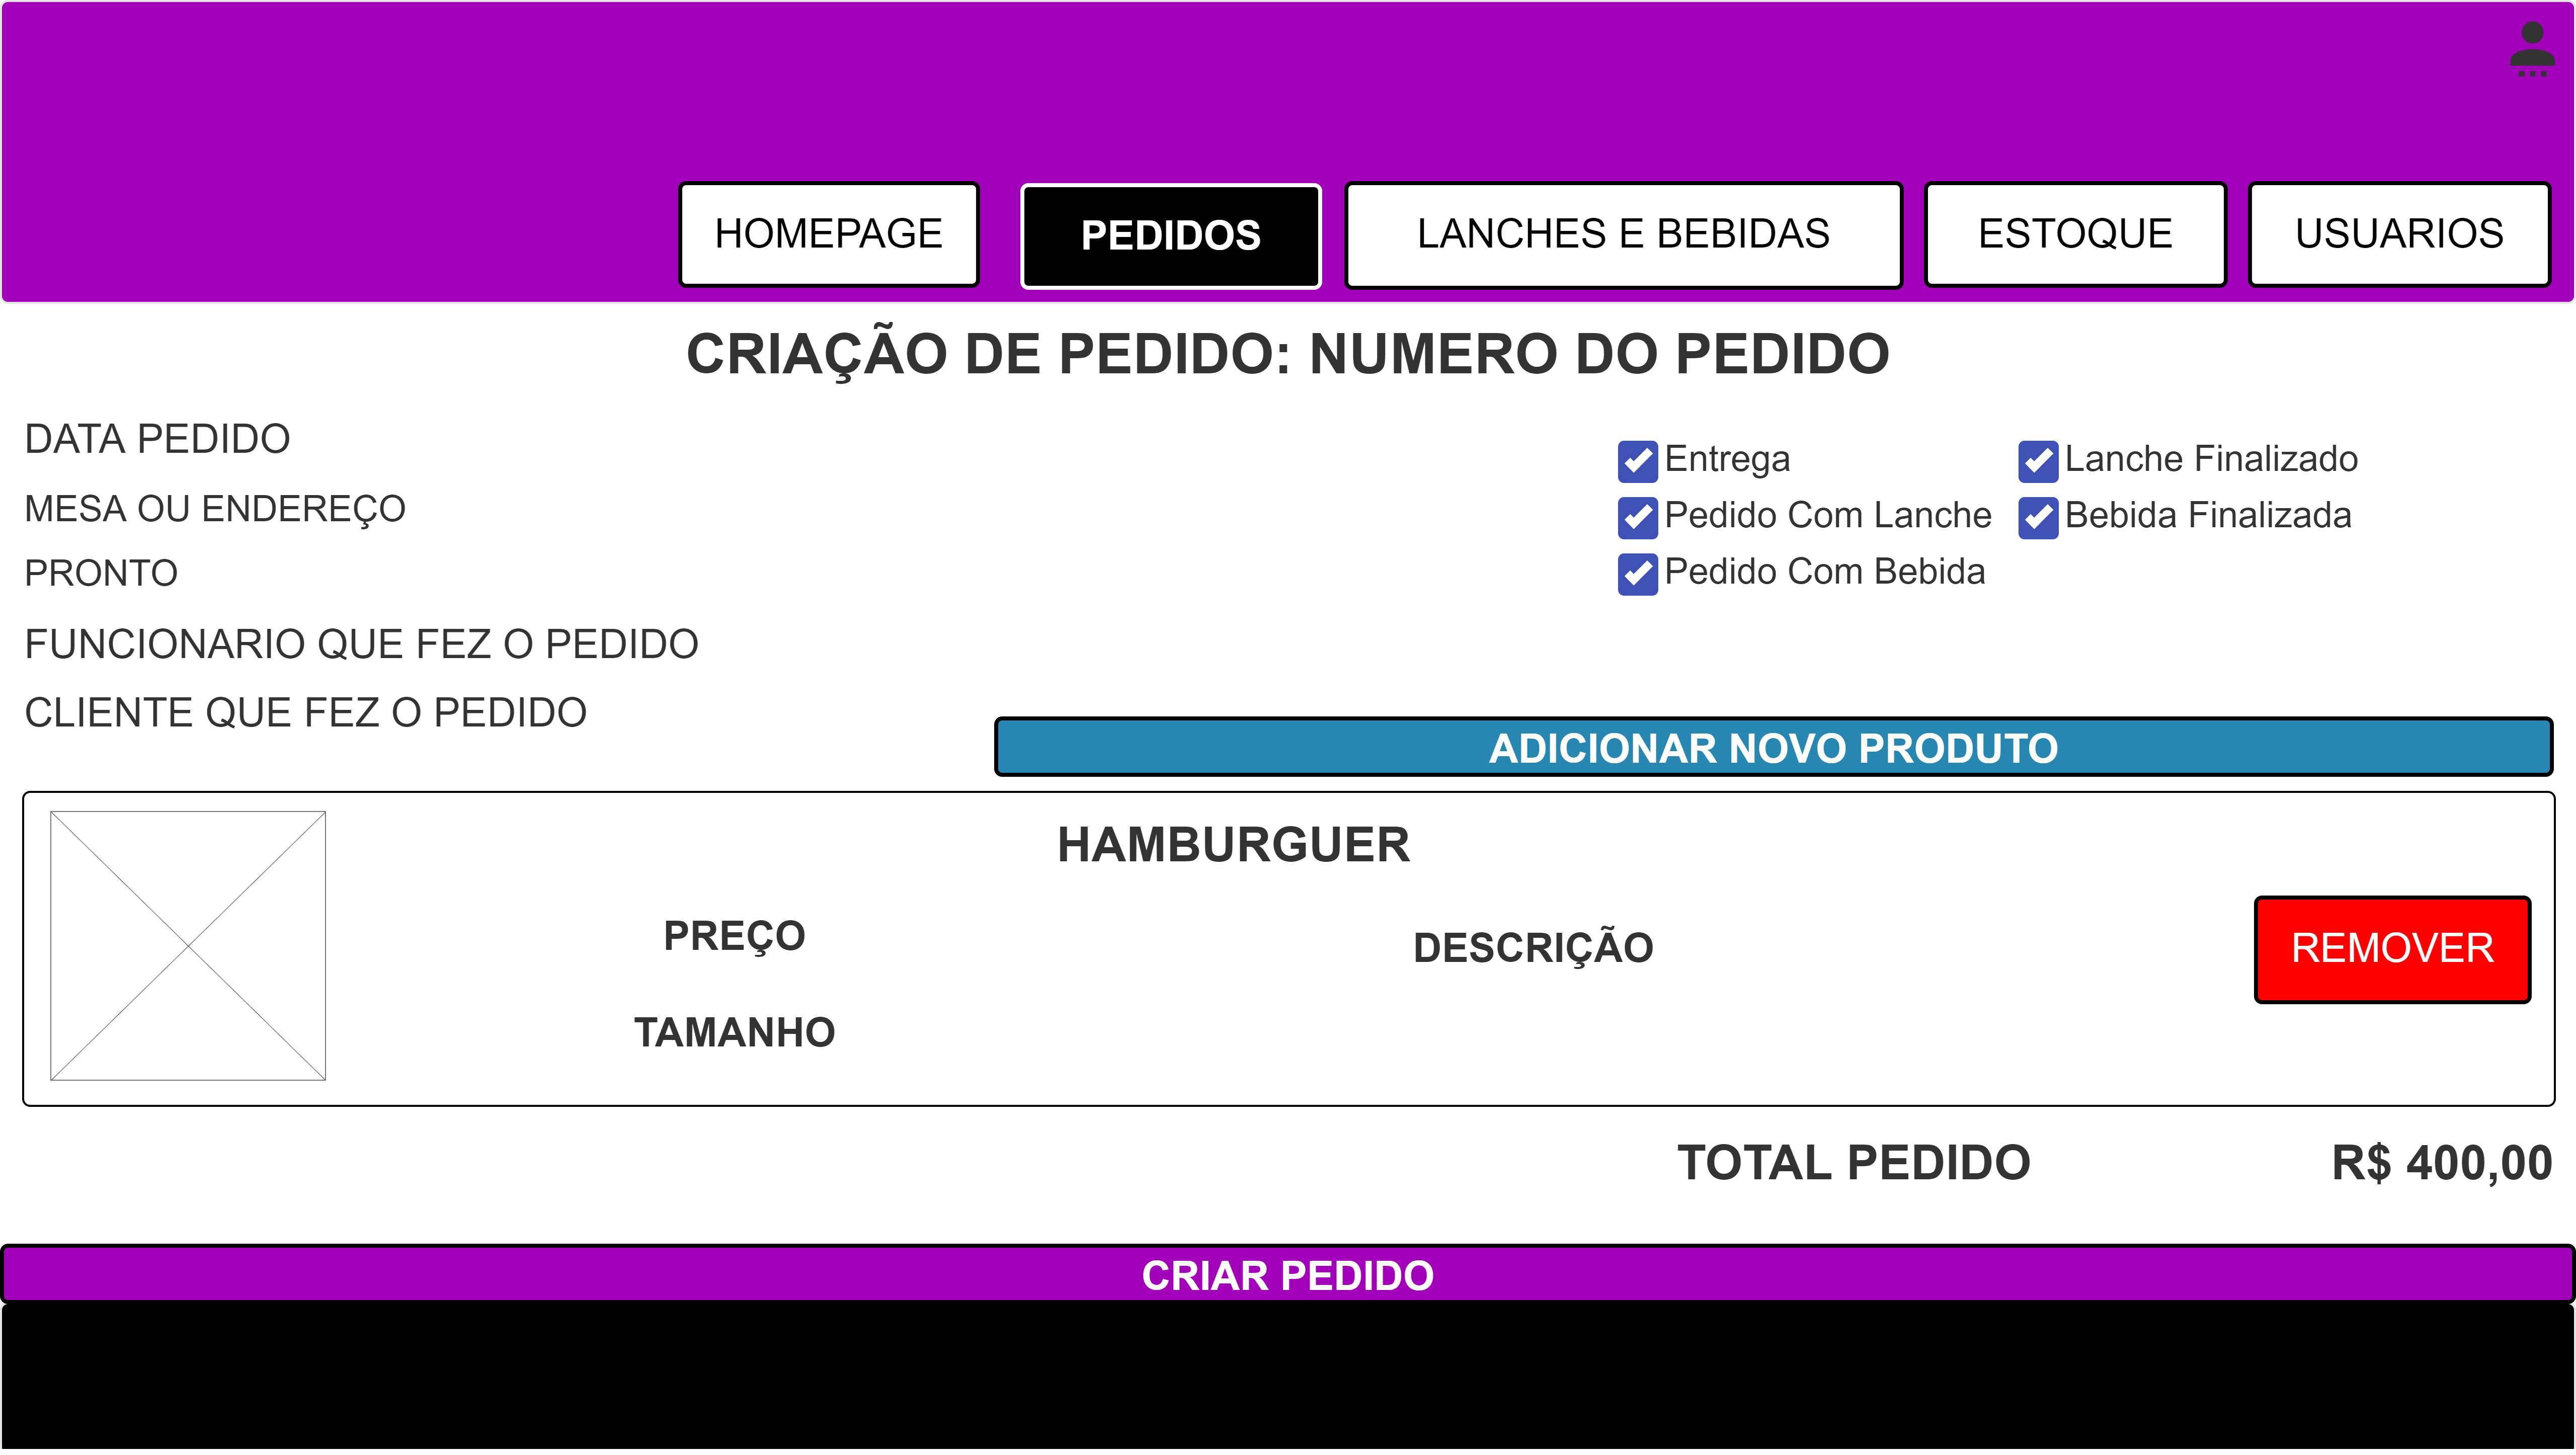 HOMEPAGE
PEDIDOS
LANCHES E BEBIDAS
ESTOQUE
USUARIOS
CRIAÇÃO DE PEDIDO: NUMERO DO PEDIDO
DATA PEDIDO
MESA OU ENDEREÇO
PRONTO
FUNCIONARIO QUE FEZ O PEDIDO
CLIENTE QUE FEZ O PEDIDO
Entrega
Pedido Com Lanche
Pedido Com Bebida
Lanche Finalizado
Bebida Finalizada
ADICIONAR NOVO PRODUTO
HAMBURGUER
PREÇO
TAMANHO
DESCRIÇÃO
REMOVER
TOTAL PEDIDO R$ 400,00
CRIAR PEDIDO